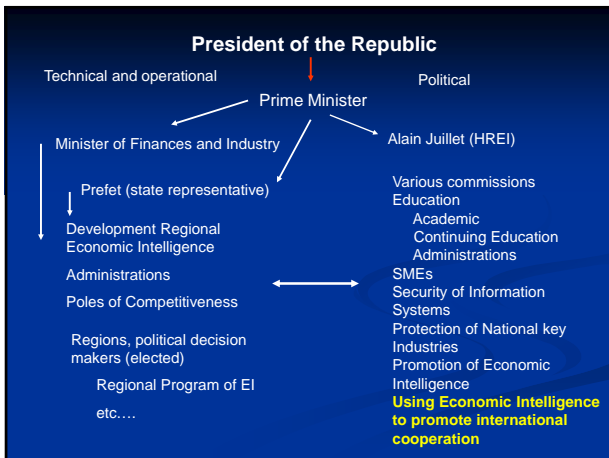 President of the Republic
Technical and operational
Political
Prime Minister
Minister of Finances and Industry
Alain Juillet (HREI)
Prefet (state representative)
Development Regional
Economic Intelligence
Administrations
Poles of Competitiveness
Regions, political decision
makers (elected)
Regional Program of EI
etc....
Various commissions
Education
Academic
Continuing Education
Administrations
SMEs
Security of Information
Systems
Protection of National key
Industries
Promotion of Economic
Intelligence
Using Economic Intelligence
to promote international
cooperation